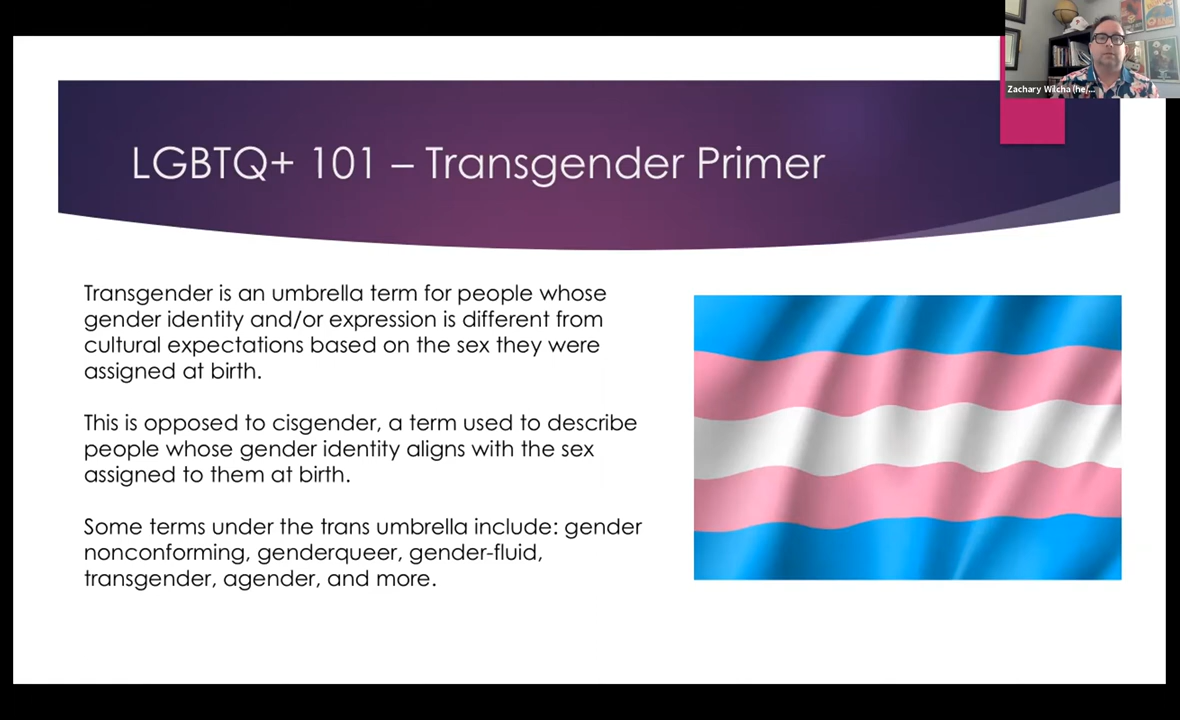 Zachary Wilcha (he/...
LGBTQ+ 101 – Transgender Primer
Transgender is an umbrella term for people whose
gender identity and/or expression is different from
cultural expectations based on the sex they were
assigned at birth.
This is opposed to cisgender, a term used to describe
people whose gender identity aligns with the sex
assigned to them at birth.
Some terms under the trans umbrella include: gender
nonconforming, genderqueer, gender-fluid,
transgender, agender, and more.